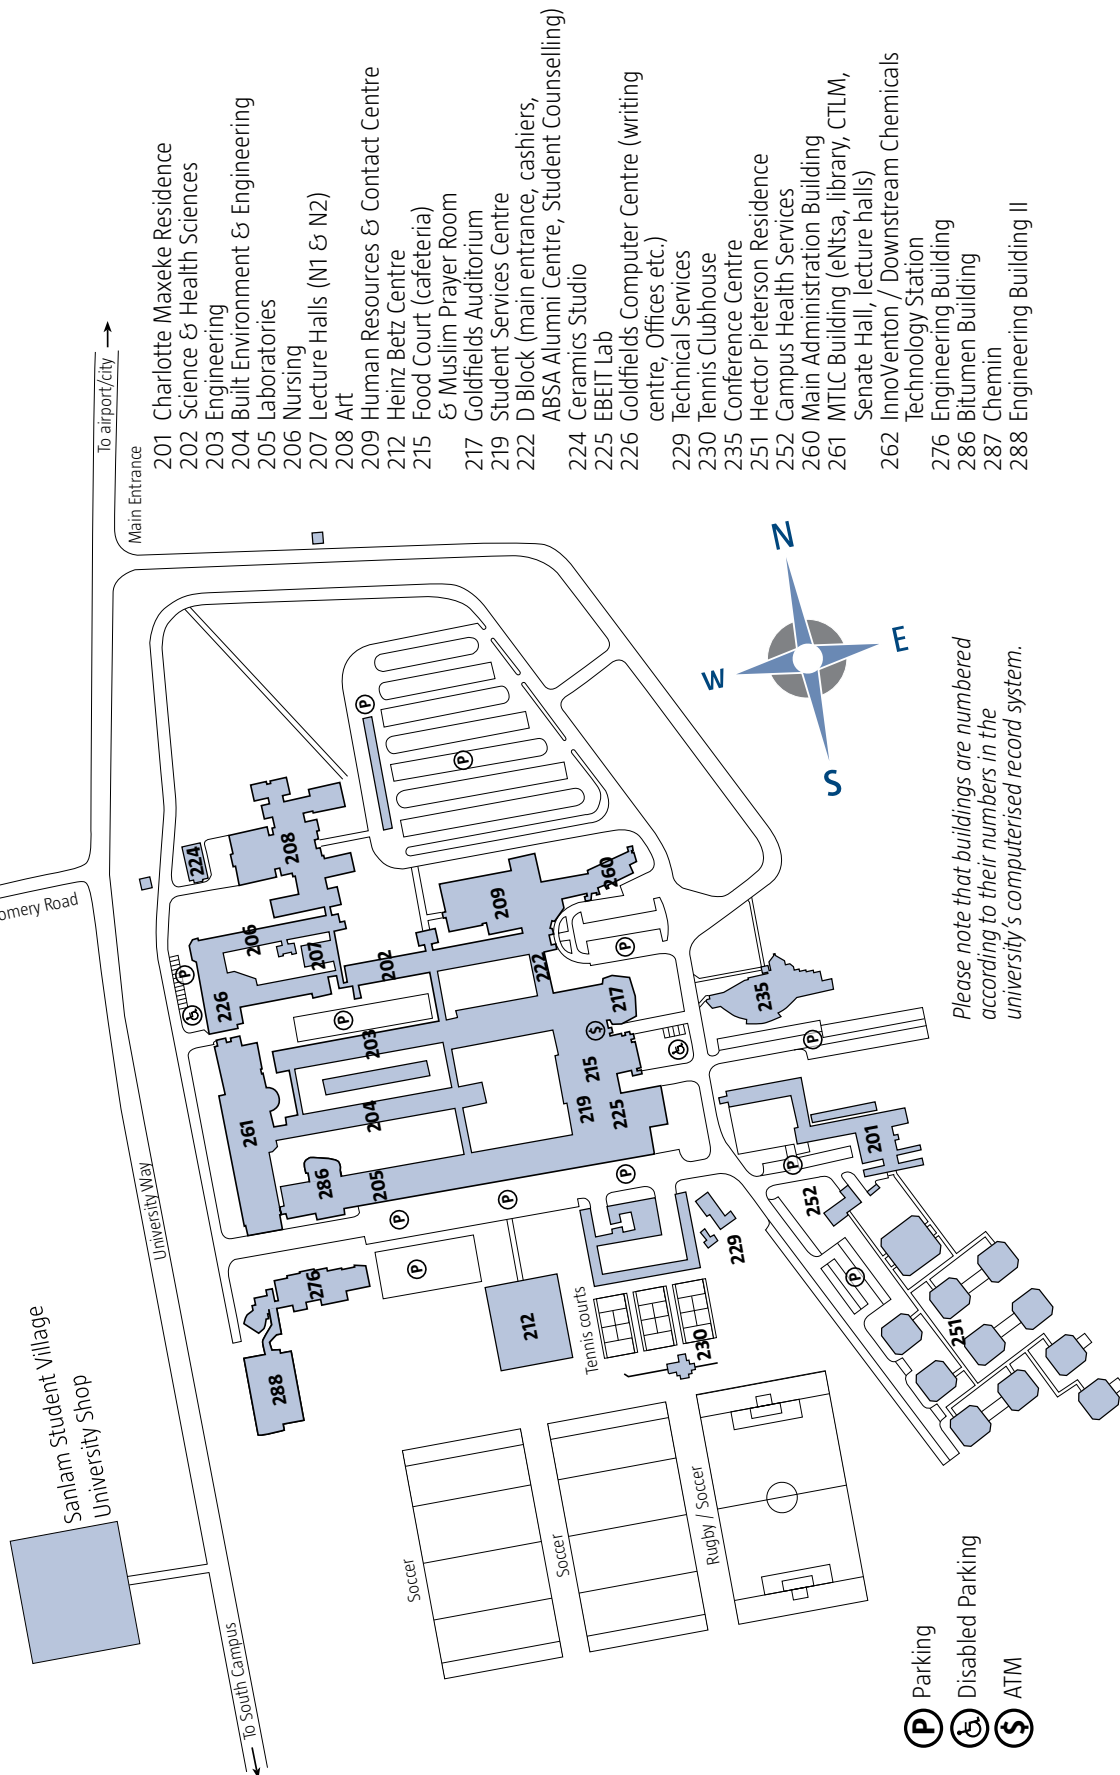 To airport/city
Main Entrance
201 Charlotte Maxeke Residence
202 Science & Health Sciences
203 Engineering
204 Built Environment & Engineering
205 Laboratories
206 Nursing
207 Lecture Halls (N1 & N2)
208 Art
209 Human Resources & Contact Centre
212 Heinz Betz Centre
215 Food Court (cafeteria)
& Muslim Prayer Room
217 Goldfields Auditorium
219 Student Services Centre
222 D Block (main entrance, cashiers,
ABSA Alumni Centre, Student Counselling)
224 Ceramics Studio
225 EBEIT Lab
226 Goldfields Computer Centre (writing
centre, Offices etc.)
229 Technical Services
230 Tennis Clubhouse
235 Conference Centre
251 Hector Pieterson Residence
252 Campus Health Services
260 Main Administration Building
261 MTLC Building (eNtsa, library, CTLM,
Senate Hall, lecture halls)
262 InnoVenton / Downstream Chemicals
Technology Station
276 Engineering Building
286 Bitumen Building
287 Chemin
288 Engineering Building II
omery Road
University Way
Sanlam Student Village
University Shop
To South Campus
224
208
206
207
226
202
209
260
222
217
203
204
215
219
225
235
261
286
205
201
252
276
212
229
288
230
251
P
P
P
P
P
P
P
P
P
P
P
P
$
Tennis courts
Soccer
Soccer
Rugby / Soccer
N
W
E
S
Please note that buildings are numbered
according to their numbers in the
university's computerised record system.
P Parking
Disabled Parking
$ ATM